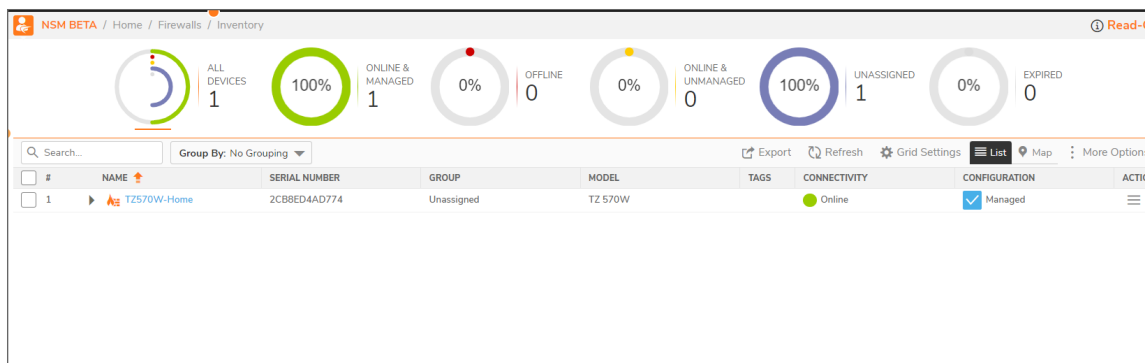 NSM BETA / Home / Firewalls / Inventory
Read-
ALL DEVICES 1
100% ONLINE & MANAGED 1
0% OFFLINE 0
0% ONLINE & UNMANAGED 0
100% UNASSIGNED 1
0% EXPIRED 0
Search... Group By: No Grouping Export Refresh Grid Settings List Map More Options
# NAME SERIAL NUMBER GROUP MODEL TAGS CONNECTIVITY CONFIGURATION ACTIO
1 TZ570W-Home 2CB8ED4AD774 Unassigned TZ 570W Online Managed